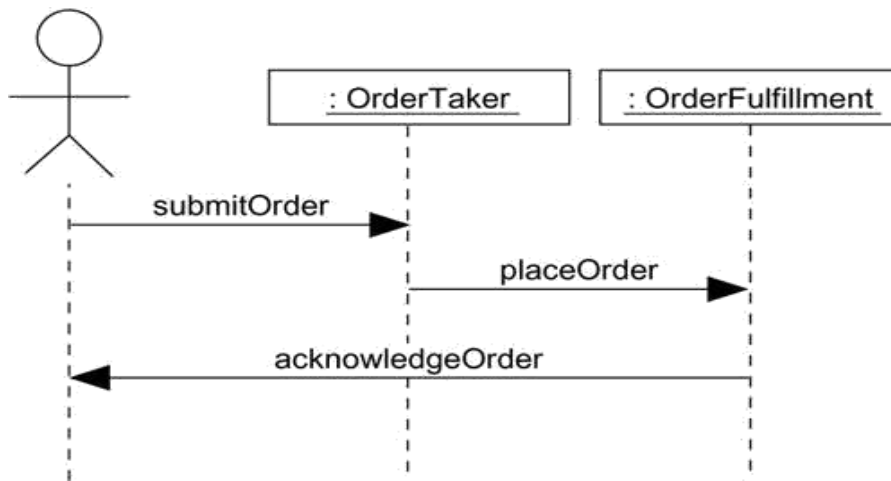 : OrderTaker
: OrderFulfillment
submitOrder
placeOrder
acknowledgeOrder